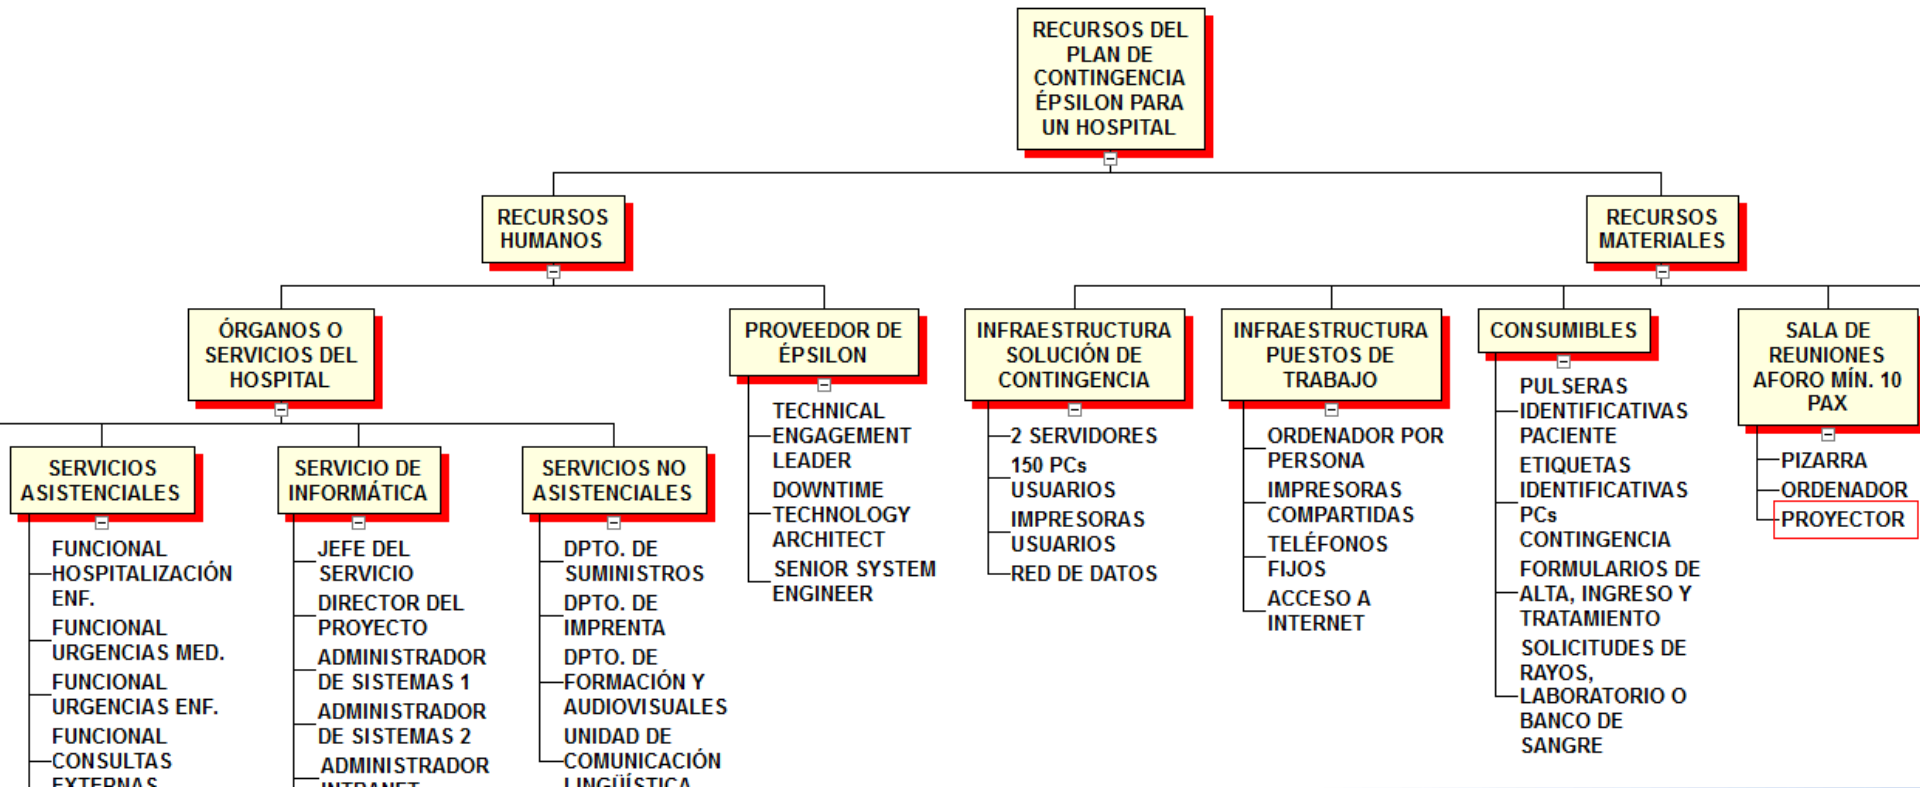 RECURSOS DEL
PLAN DE
CONTINGENCIA
ÉPSILON PARA
UN HOSPITAL
RECURSOS
HUMANOS
RECURSOS
MATERIALES
ÓRGANOS O
SERVICIOS DEL
HOSPITAL
PROVEEDOR DE
ÉPSILON
INFRAESTRUCTURA
SOLUCIÓN DE
CONTINGENCIA
INFRAESTRUCTURA
PUESTOS DE
TRABAJO
CONSUMIBLES
SALA DE
REUNIONES
AFORO MÍN. 10
PAX
SERVICIOS
ASISTENCIALES
FUNCIONAL
HOSPITALIZACIÓN
ENF.
FUNCIONAL
URGENCIAS MED.
FUNCIONAL
URGENCIAS ENF.
FUNCIONAL
CONSULTAS
EXTERNAS
SERVICIO DE
INFORMÁTICA
JEFE DEL
SERVICIO
DIRECTOR DEL
PROYECTO
ADMINISTRADOR
DE SISTEMAS 1
ADMINISTRADOR
DE SISTEMAS 2
ADMINISTRADOR
INTRANET
SERVICIOS NO
ASISTENCIALES
DPTO. DE
SUMINISTROS
DPTO. DE
IMPRENTA
DPTO. DE
FORMACIÓN Y
AUDIOVISUALES
UNIDAD DE
COMUNICACIÓN
LINGÜÍSTICA
TECHNICAL
ENGAGEMENT
LEADER
DOWNTIME
TECHNOLOGY
ARCHITECT
SENIOR SYSTEM
ENGINEER
2 SERVIDORES
150 PCs
USUARIOS
IMPRESORAS
USUARIOS
RED DE DATOS
ORDENADOR POR
PERSONA
IMPRESORAS
COMPARTIDAS
TELÉFONOS
FIJOS
ACCESO A
INTERNET
PULSERAS
IDENTIFICATIVAS
PACIENTE
ETIQUETAS
IDENTIFICATIVAS
PCs
CONTINGENCIA
FORMULARIOS DE
ALTA, INGRESO Y
TRATAMIENTO
SOLICITUDES DE
RAYOS,
LABORATORIO O
BANCO DE
SANGRE
PIZARRA
ORDENADOR
PROYECTOR